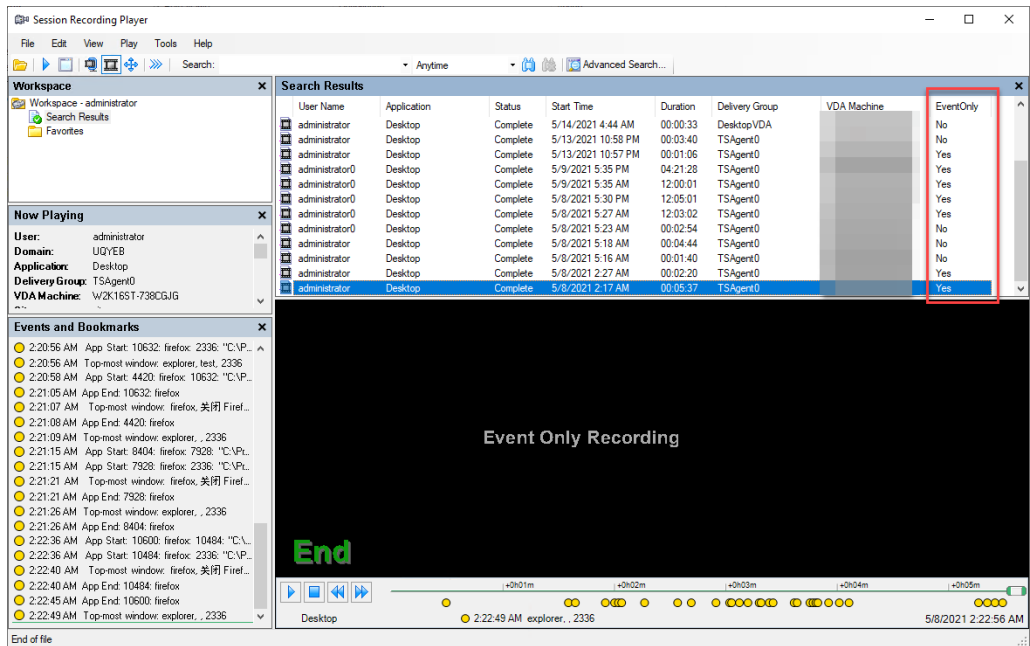 Session Recording Player
File Edit View Play Tools Help
Search: Anytime Advanced Search...
Workspace
Workspace - administrator
Search Results
Favorites
Search Results
User Name Application Status Start Time Duration Delivery Group VDA Machine EventOnly
administrator Desktop Complete 5/14/2021 4:44 AM 00:00:33 DesktopVDA No
administrator Desktop Complete 5/13/2021 10:58 PM 00:03:40 TSAgent0 No
administrator Desktop Complete 5/13/2021 10:57 PM 00:01:06 TSAgent0 Yes
administrator0 Desktop Complete 5/9/2021 5:35 PM 04:21:28 TSAgent0 Yes
administrator0 Desktop Complete 5/9/2021 5:35 AM 12:00:01 TSAgent0 Yes
administrator0 Desktop Complete 5/8/2021 5:30 PM 12:05:01 TSAgent0 Yes
administrator0 Desktop Complete 5/8/2021 5:27 AM 12:03:02 TSAgent0 Yes
administrator0 Desktop Complete 5/8/2021 5:23 AM 00:02:54 TSAgent0 No
administrator Desktop Complete 5/8/2021 5:18 AM 00:04:44 TSAgent0 No
administrator Desktop Complete 5/8/2021 5:16 AM 00:01:40 TSAgent0 No
administrator Desktop Complete 5/8/2021 2:27 AM 00:02:20 TSAgent0 Yes
administrator Desktop Complete 5/8/2021 2:17 AM 00:05:37 TSAgent0 Yes
Now Playing
User: administrator
Domain: UQYEB
Application: Desktop
Delivery Group: TSAgent0
VDA Machine: W2K16ST-738CGJG
Events and Bookmarks
2:20:56 AM App Start: 10632: firefox: 2336: "C:\P...
2:20:56 AM Top-most window: explorer, test, 2336
2:20:58 AM App Start: 4420: firefox: 10632: "C:\P...
2:21:05 AM App End: 10632: firefox
2:21:07 AM Top-most window: firefox, 关闭 Firef...
2:21:08 AM App End: 4420: firefox
2:21:09 AM Top-most window: explorer, , 2336
2:21:15 AM App Start: 8404: firefox: 7928: "C:\Pr...
2:21:15 AM App Start: 7928: firefox: 2336: "C:\Pr...
2:21:21 AM Top-most window: firefox, 关闭 Firef...
2:21:21 AM App End: 7928: firefox
2:21:26 AM Top-most window: explorer, , 2336
2:21:26 AM App End: 8404: firefox
2:22:36 AM App Start: 10600: firefox: 10484: "C:\...
2:22:36 AM App Start: 10484: firefox: 2336: "C:\P...
2:22:40 AM Top-most window: firefox, 关闭 Firef...
2:22:40 AM App End: 10484: firefox
2:22:45 AM App End: 10600: firefox
2:22:49 AM Top-most window: explorer, , 2336
Event Only Recording
End
+0h01m +0h02m +0h03m +0h04m +0h05m
Desktop 2:22:49 AM explorer, , 2336 5/8/2021 2:22:56 AM
End of file